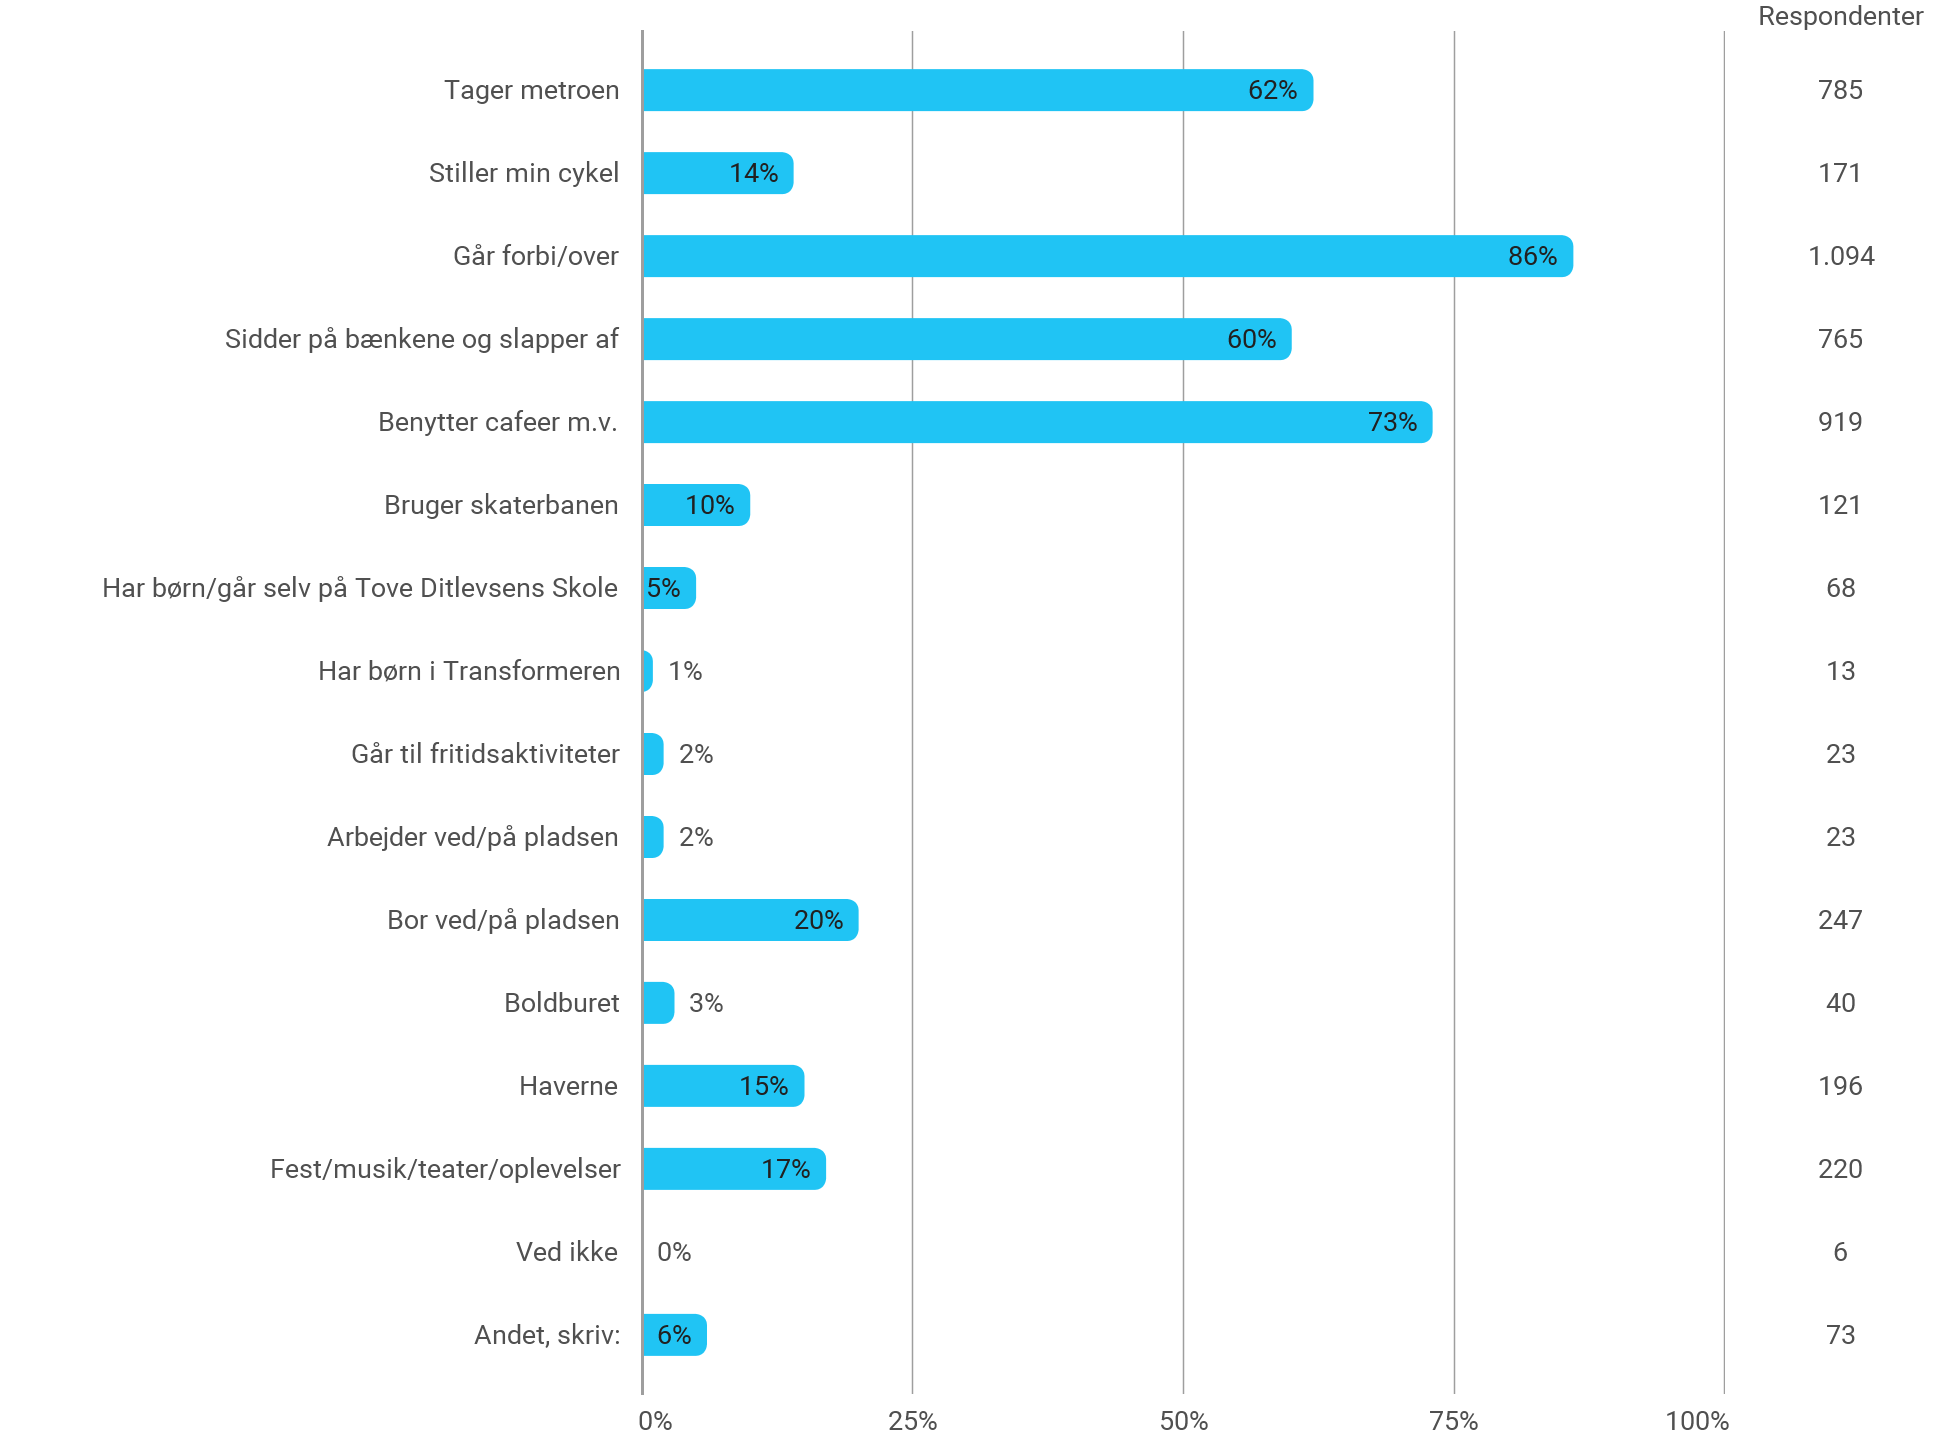 Respondenter
Tager metroen 62% 785
Stiller min cykel 14% 171
Går forbi/over 86% 1.094
Sidder på bænkene og slapper af 60% 765
Benytter cafeer m.v. 73% 919
Bruger skaterbanen 10% 121
Har børn/går selv på Tove Ditlevsens Skole 5% 68
Har børn i Transformeren 1% 13
Går til fritidsaktiviteter 2% 23
Arbejder ved/på pladsen 2% 23
Bor ved/på pladsen 20% 247
Boldburet 3% 40
Haverne 15% 196
Fest/musik/teater/oplevelser 17% 220
Ved ikke 0% 6
Andet, skriv: 6% 73
0% 25% 50% 75% 100%